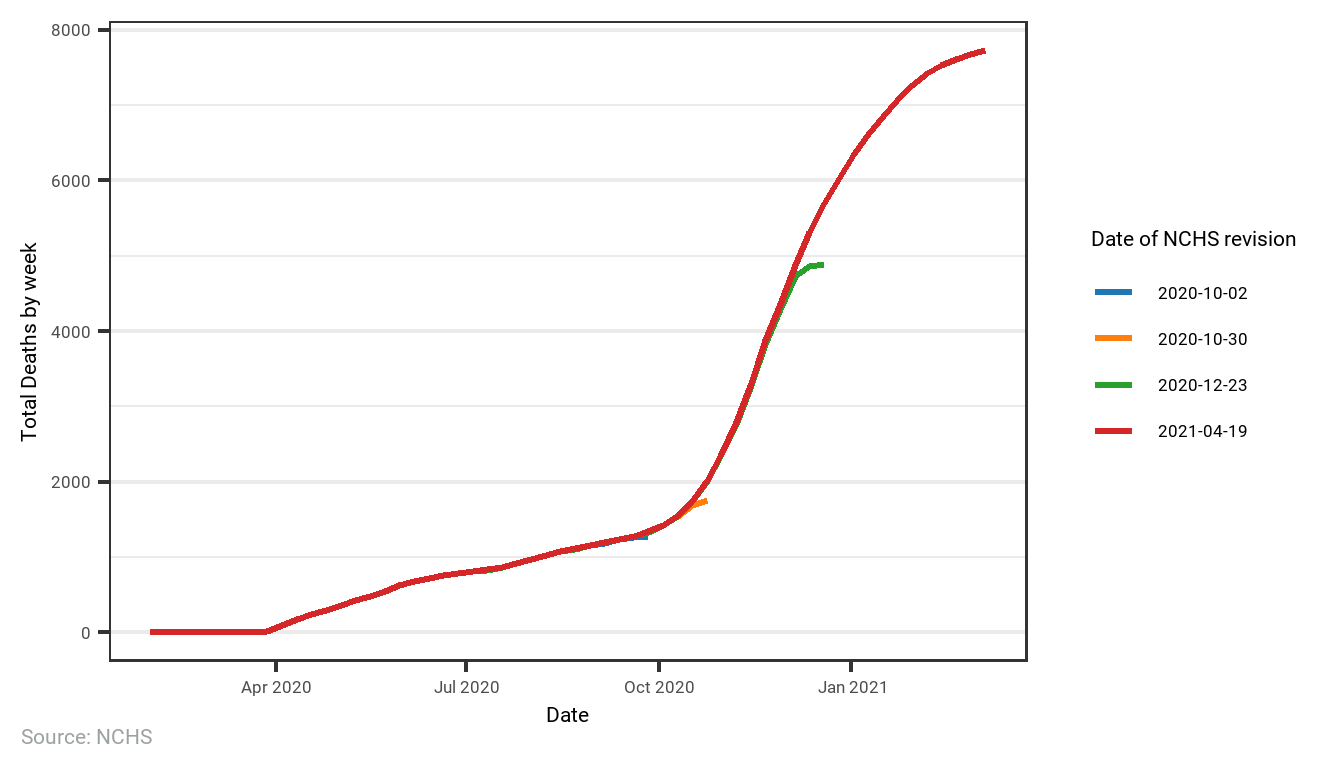 8000
6000
4000
2000
0
Total Deaths by week
Apr 2020
Jul 2020
Oct 2020
Jan 2021
Date
Source: NCHS
Date of NCHS revision
2020-10-02
2020-10-30
2020-12-23
2021-04-19